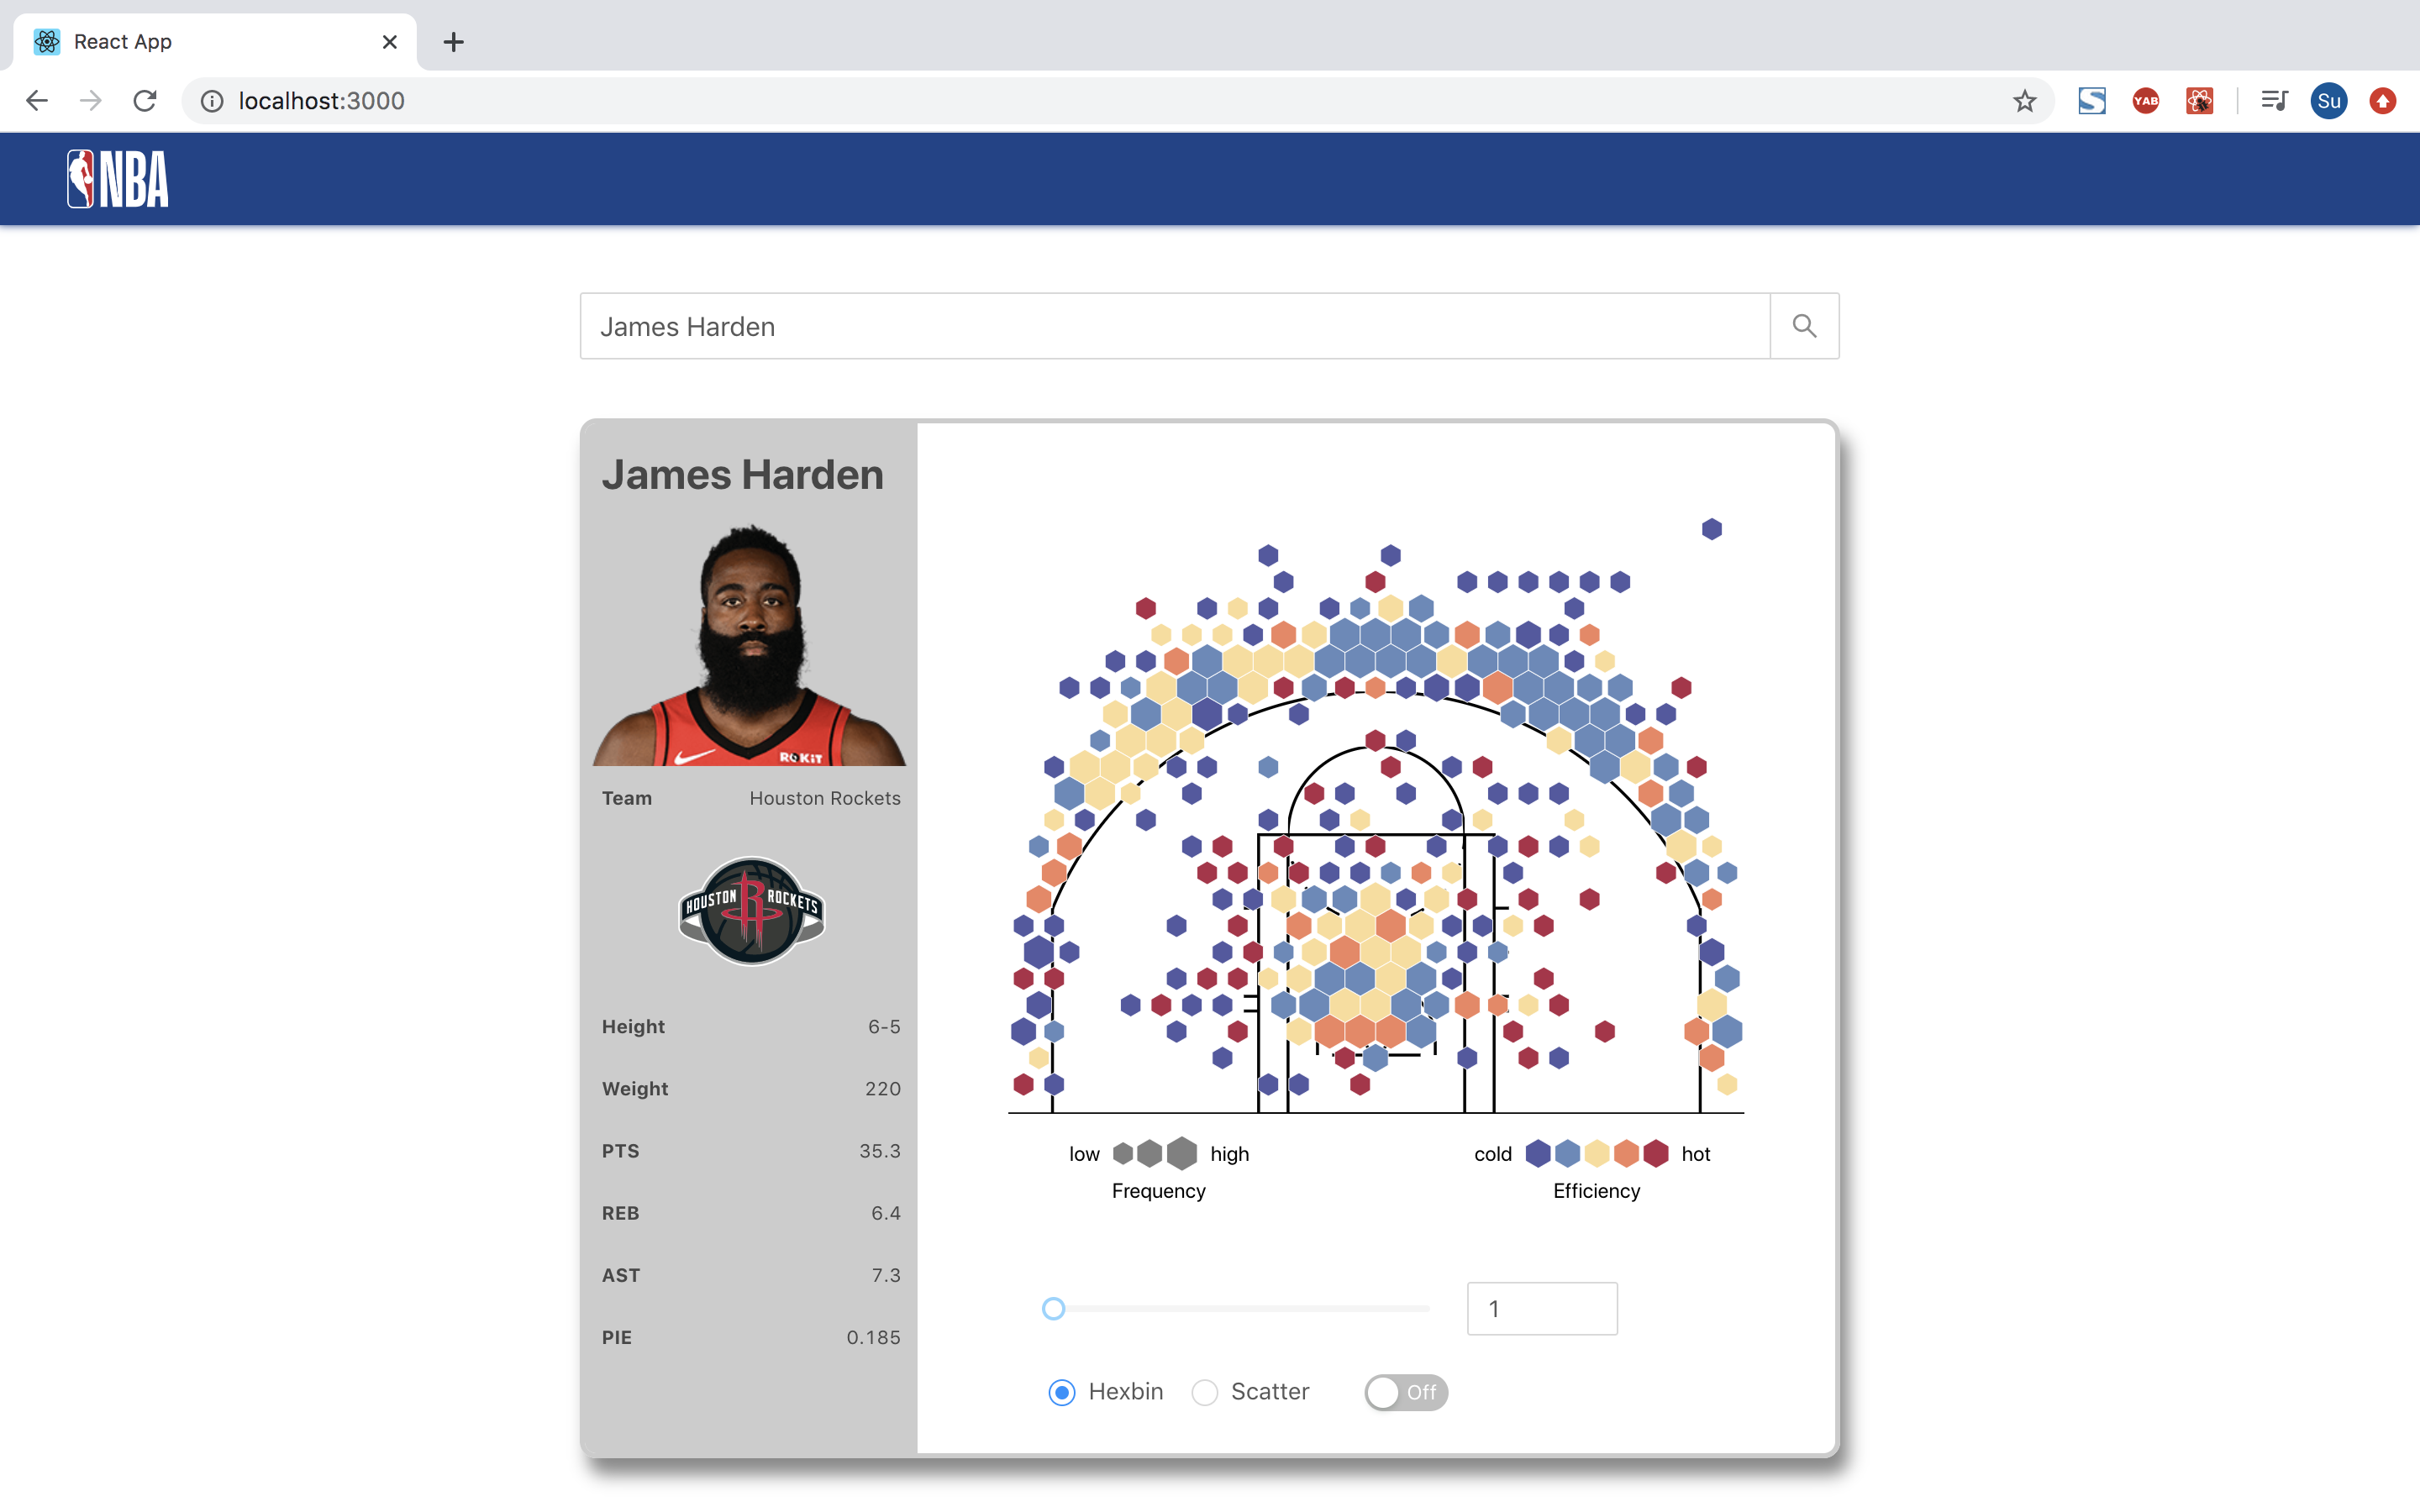 React App
localhost:3000
YAB
Su
NBA
James Harden
James Harden
ROKiT
Team Houston Rockets
HOUSTON R ROCKETS
Height 6-5
Weight 220
PTS 35.3
REB 6.4
AST 7.3
PIE 0.185
low high
Frequency
cold hot
Efficiency
1
Hexbin Scatter Off